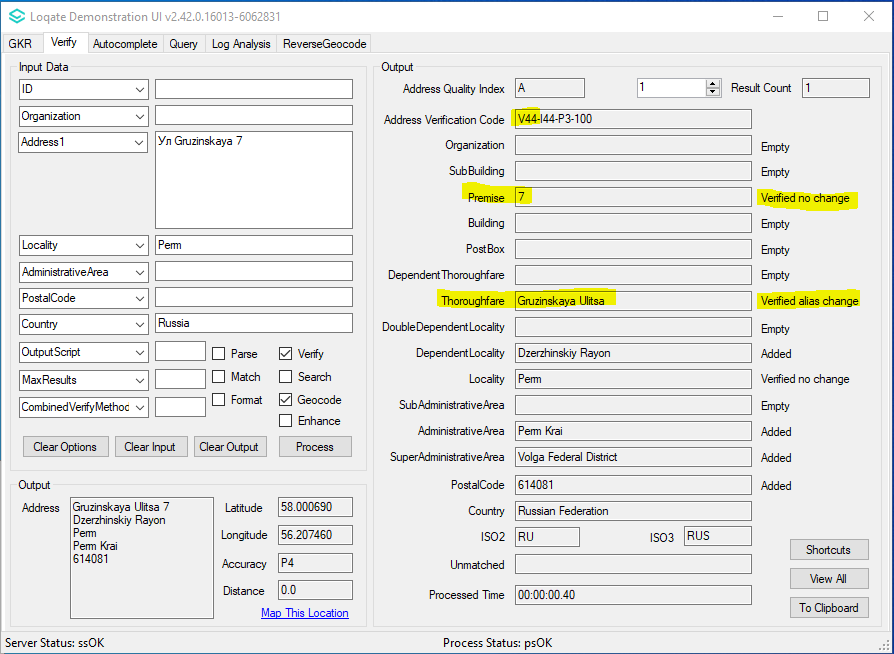 Loqate Demonstration UI v2.42.0.16013-6062831
GKR Verify Autocomplete Query Log Analysis ReverseGeocode
Input Data
ID
Organization
Address1 Ул Gruzinskaya 7
Locality Perm
AdministrativeArea
PostalCode
Country Russia
OutputScript Parse Verify
MaxResults Match Search
CombinedVerifyMethod Format Geocode
Enhance
Clear Options Clear Input Clear Output Process
Output
Address Gruzinskaya Ulitsa 7
Dzerzhinskiy Rayon
Perm
Perm Krai
614081
Latitude 58.000690
Longitude 56.207460
Accuracy P4
Distance 0.0
Map This Location
Output
Address Quality Index A 1 Result Count 1
Address Verification Code V44-I44-P3-100
Organization Empty
SubBuilding Empty
Premise 7 Verified no change
Building Empty
PostBox Empty
DependentThoroughfare Empty
Thoroughfare Gruzinskaya Ulitsa Verified alias change
DoubleDependentLocality Empty
DependentLocality Dzerzhinskiy Rayon Added
Locality Perm Verified no change
SubAdministrativeArea Empty
AdministrativeArea Perm Krai Added
SuperAdministrativeArea Volga Federal District Added
PostalCode 614081 Added
Country Russian Federation
ISO2 RU ISO3 RUS
Unmatched
Processed Time 00:00:00.40
Shortcuts
View All
To Clipboard
Server Status: ssOK Process Status: psOK